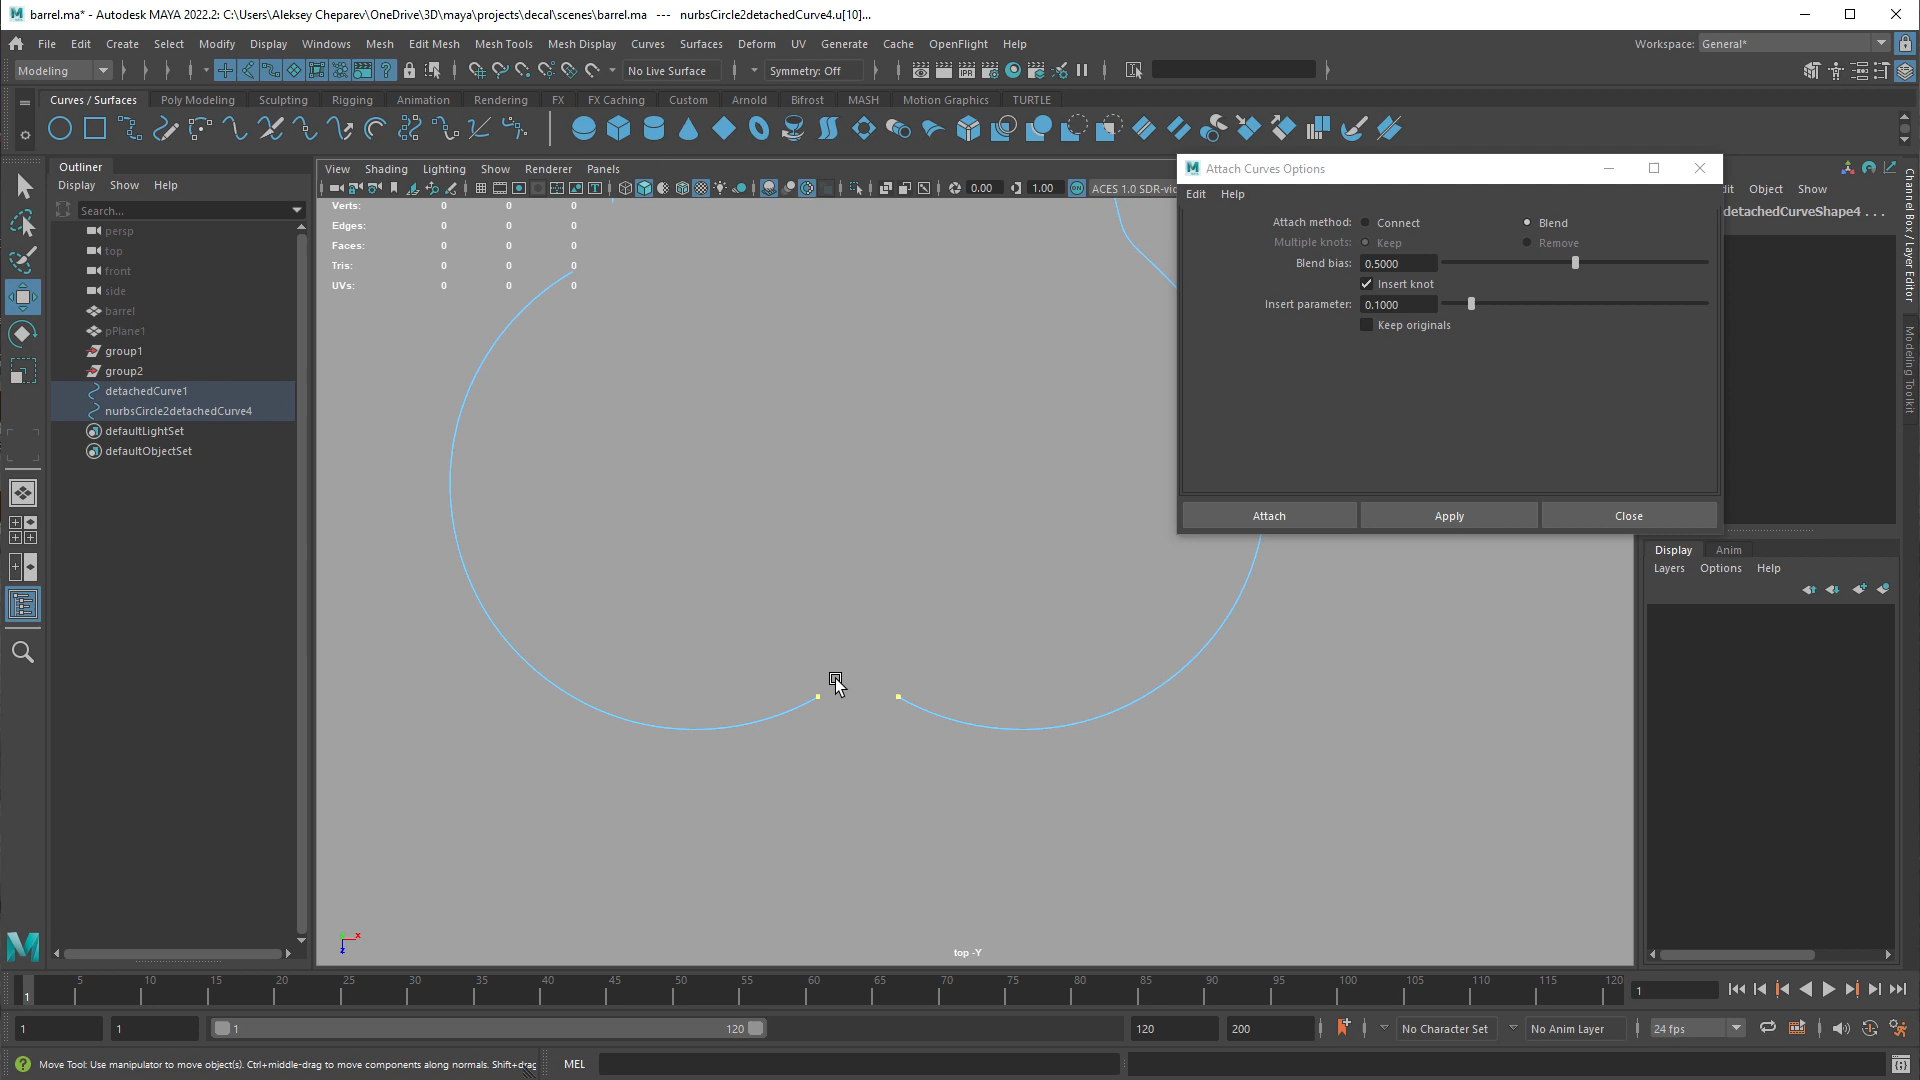 barrel.ma* - Autodesk MAYA 2022.2: C:\Users\Aleksey Cheparev\OneDrive\3D\maya\projects\decal\scenes\barrel.ma --- nurbsCircle2detachedCurve4.u[10]...
File Edit Create Select Modify Display Windows Mesh Edit Mesh Mesh Tools Mesh Display Curves Surfaces Deform UV Generate Cache OpenFlight Help Workspace: General*
Modeling No Live Surface Symmetry: Off
Curves / Surfaces Poly Modeling Sculpting Rigging Animation Rendering FX FX Caching Custom Arnold Bifrost MASH Motion Graphics TURTLE
Outliner
Display Show Help
Search...
persp
top
front
side
barrel
pPlane1
group1
group2
detachedCurve1
nurbsCircle2detachedCurve4
defaultLightSet
defaultObjectSet
View Shading Lighting Show Renderer Panels
0.00 1.00 ACES 1.0 SDR-vic
Verts: 0 0 0
Edges: 0 0 0
Faces: 0 0 0
Tris: 0 0 0
UVs: 0 0 0
top -Y
Attach Curves Options
Edit Help
Attach method: Connect Blend
Multiple knots: Keep Remove
Blend bias: 0.5000
Insert knot
Insert parameter: 0.1000
Keep originals
Attach Apply Close
dit Object Show
detachedCurveShape4 . . .
Channel Box / Layer Editor
Modeling Toolkit
Display Anim
Layers Options Help
5 10 15 20 25 30 35 40 45 50 55 60 65 70 75 80 85 90 95 100 105 110 115 120
1 1
1 1 1 120 120 200 No Character Set No Anim Layer 24 fps
Move Tool: Use manipulator to move object(s). Ctrl+middle-drag to move components along normals. Shift+drag MEL